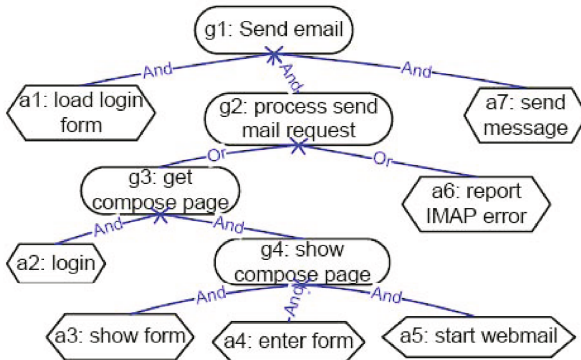 g1: Send email
And
And
And
a1: load login
form
g2: process send
mail request
a7: send
message
Or
Or
g3: get
compose page
a6: report
IMAP error
And
And
a2: login
g4: show
compose page
And
And
And
a3: show form
a4: enter form
a5: start webmail